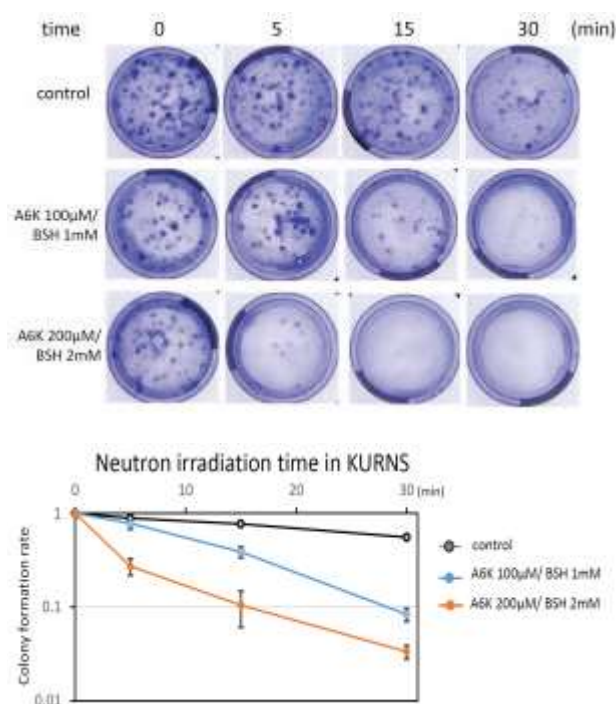 time 0 5 15 30 (min)
control
A6K 100μM/
BSH 1mM
A6K 200μM/
BSH 2mM
Neutron irradiation time in KURNS
0 10 20 30 (min)
1
0.1
0.01
Colony formation rate
control
A6K 100μM/ BSH 1mM
A6K 200μM/ BSH 2mM